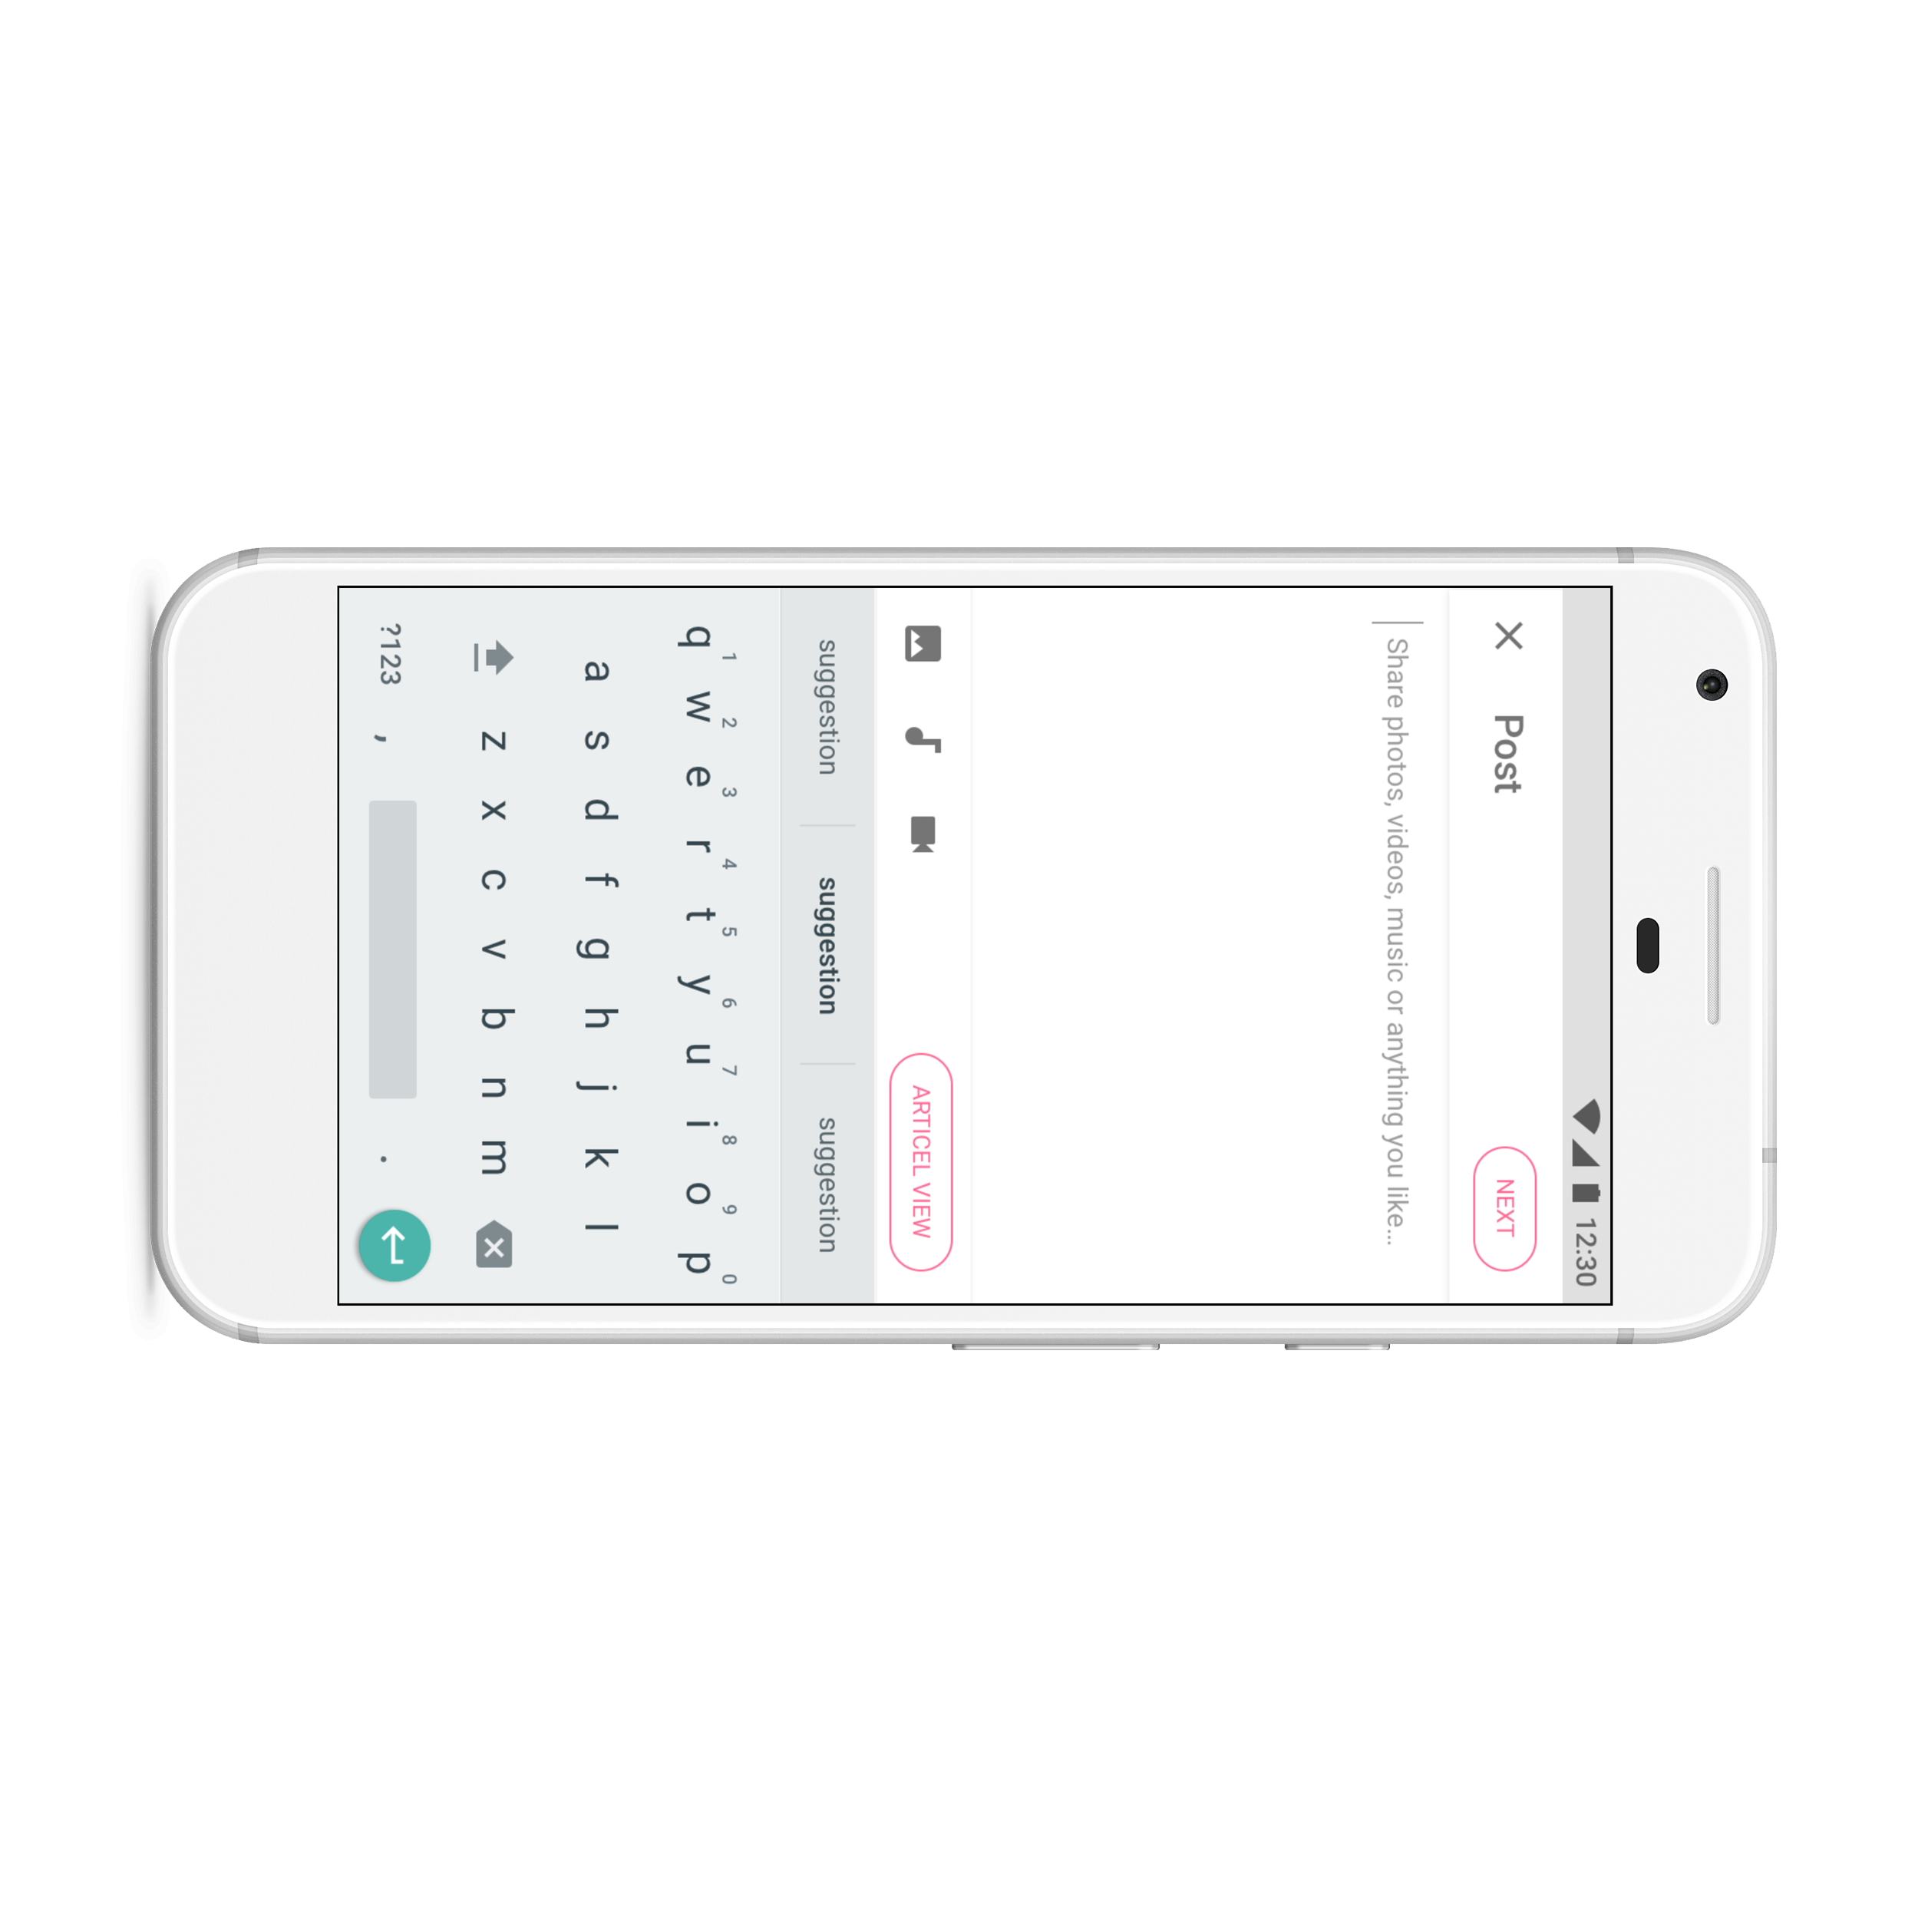 12:30
Post NEXT
Share photos, videos, music or anything you like...
ARTICEL VIEW
suggestion suggestion suggestion
1 2 3 4 5 6 7 8 9 0
q w e r t y u i o p
a s d f g h j k l
z x c v b n m
?123 , .